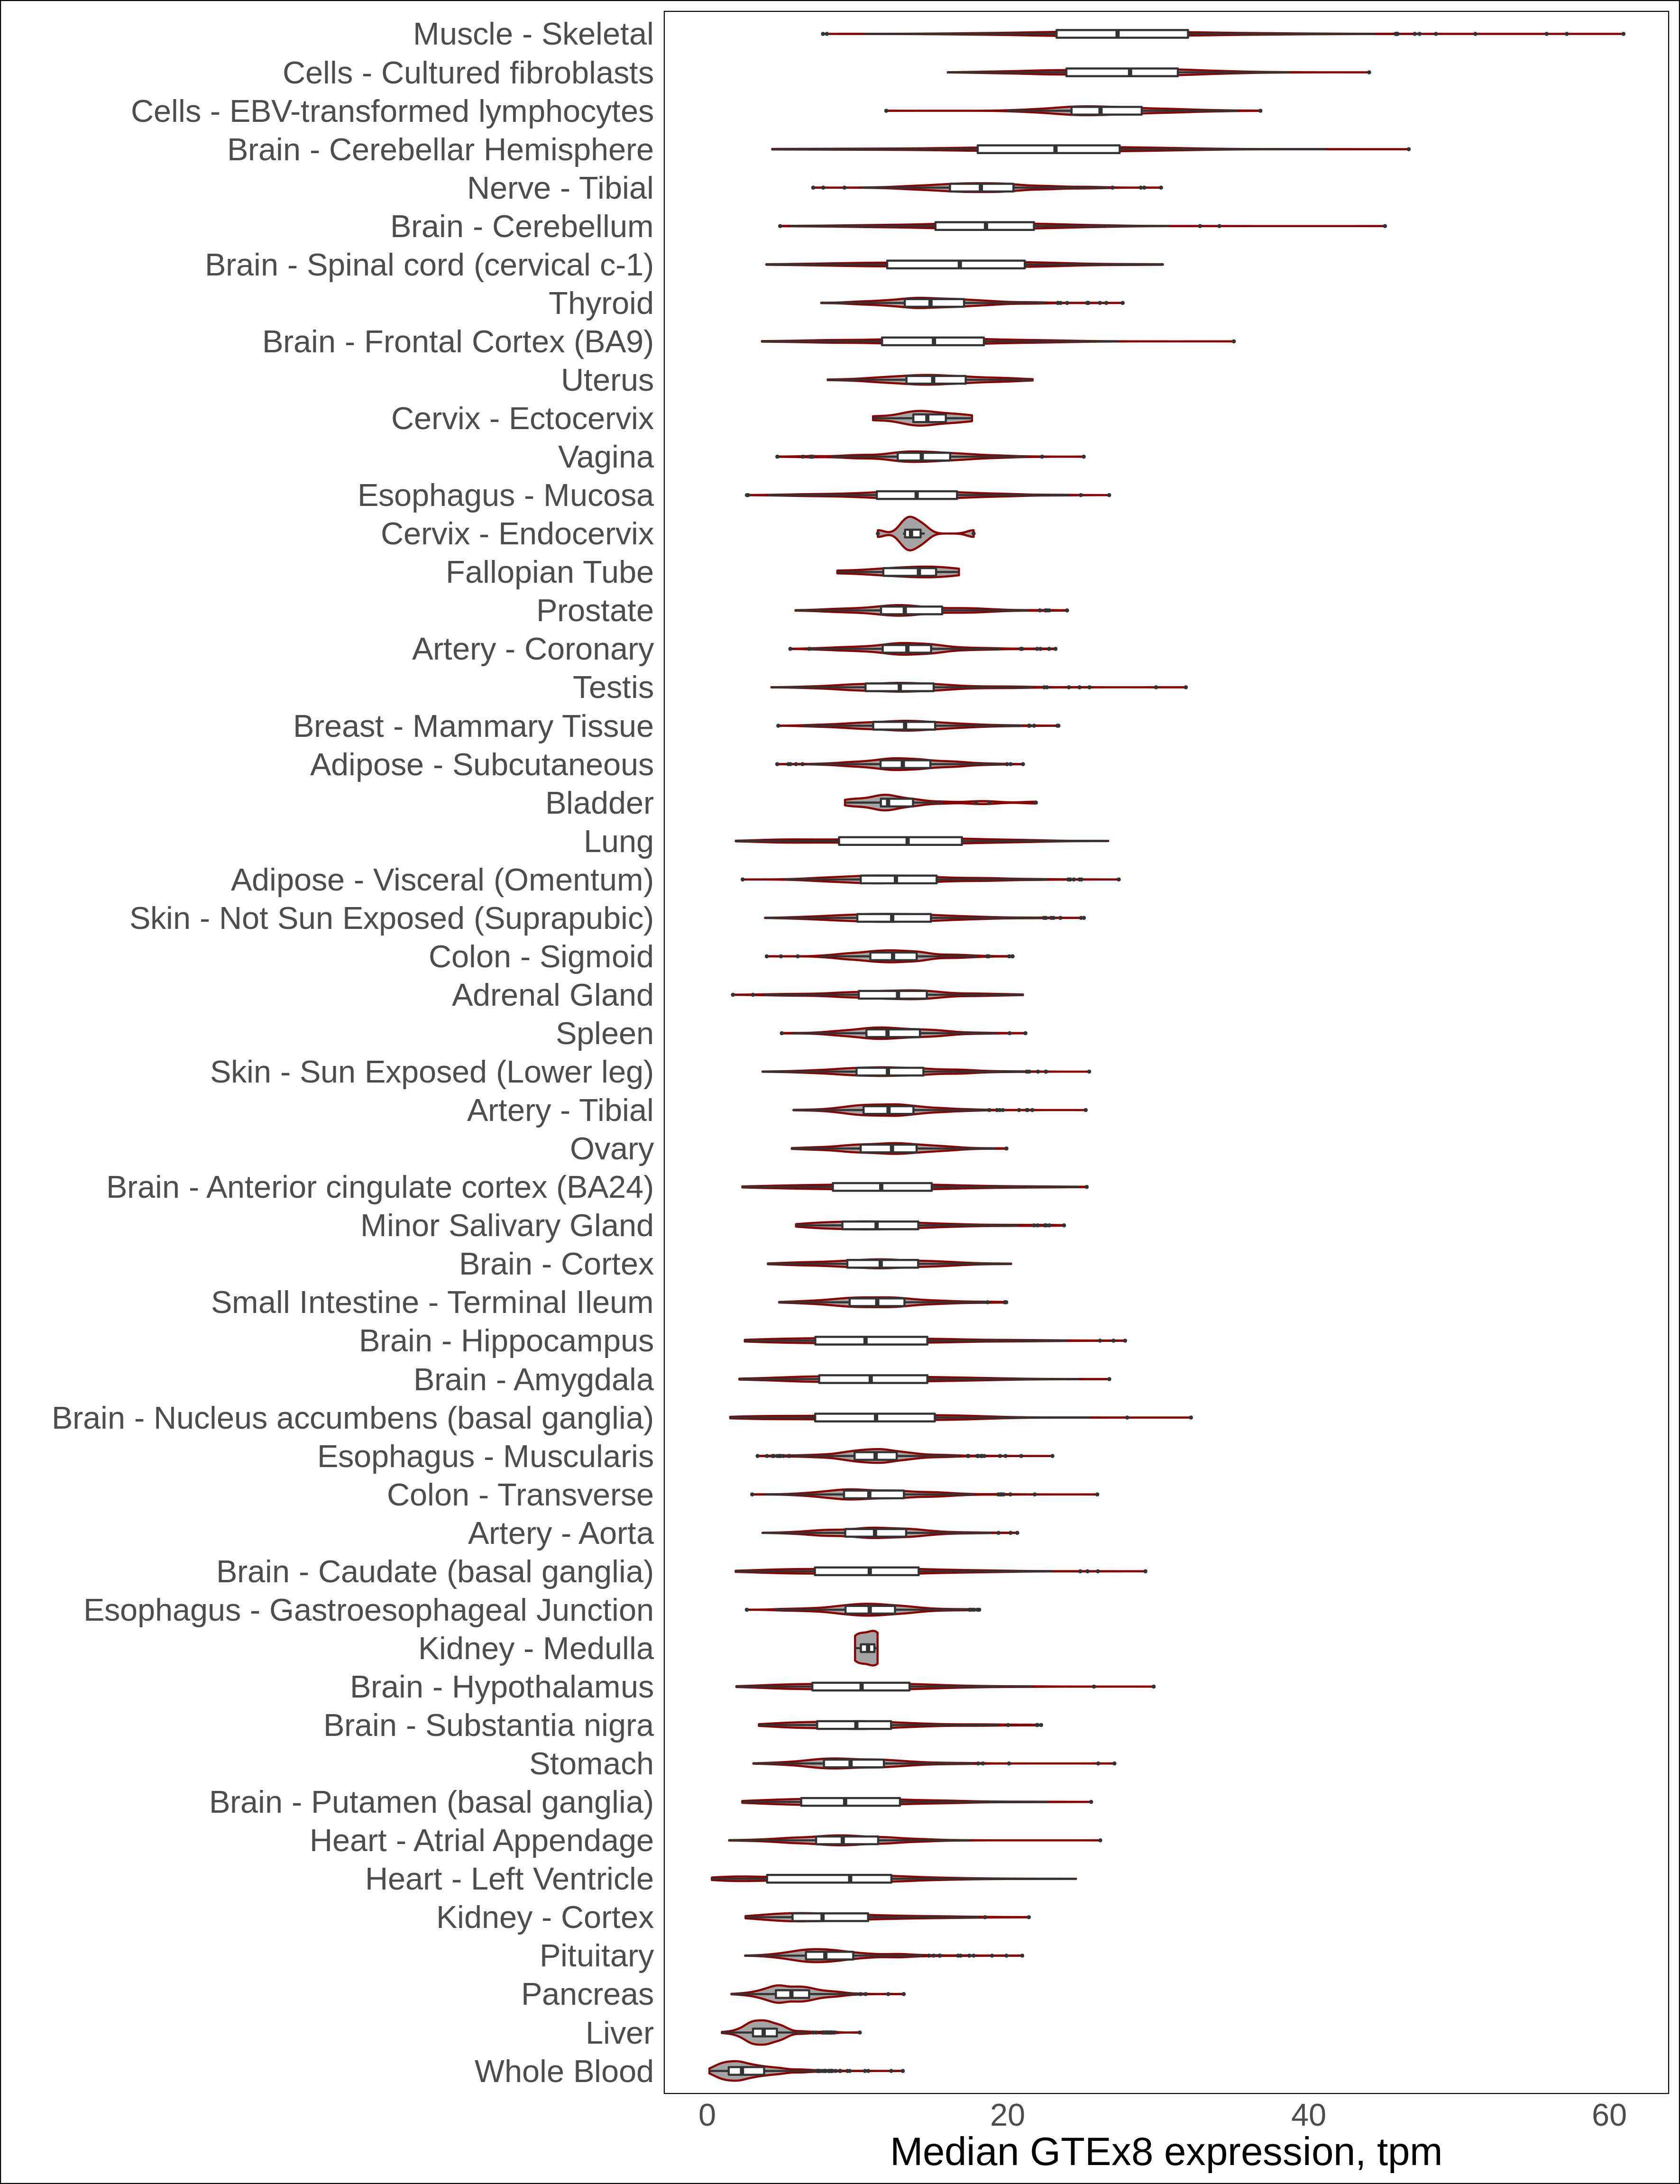 Muscle - Skeletal
Cells - Cultured fibroblasts
Cells - EBV-transformed lymphocytes
Brain - Cerebellar Hemisphere
Nerve - Tibial
Brain - Cerebellum
Brain - Spinal cord (cervical c-1)
Thyroid
Brain - Frontal Cortex (BA9)
Uterus
Cervix - Ectocervix
Vagina
Esophagus - Mucosa
Cervix - Endocervix
Fallopian Tube
Prostate
Artery - Coronary
Testis
Breast - Mammary Tissue
Adipose - Subcutaneous
Bladder
Lung
Adipose - Visceral (Omentum)
Skin - Not Sun Exposed (Suprapubic)
Colon - Sigmoid
Adrenal Gland
Spleen
Skin - Sun Exposed (Lower leg)
Artery - Tibial
Ovary
Brain - Anterior cingulate cortex (BA24)
Minor Salivary Gland
Brain - Cortex
Small Intestine - Terminal Ileum
Brain - Hippocampus
Brain - Amygdala
Brain - Nucleus accumbens (basal ganglia)
Esophagus - Muscularis
Colon - Transverse
Artery - Aorta
Brain - Caudate (basal ganglia)
Esophagus - Gastroesophageal Junction
Kidney - Medulla
Brain - Hypothalamus
Brain - Substantia nigra
Stomach
Brain - Putamen (basal ganglia)
Heart - Atrial Appendage
Heart - Left Ventricle
Kidney - Cortex
Pituitary
Pancreas
Liver
Whole Blood
0 20 40 60
Median GTEx8 expression, tpm